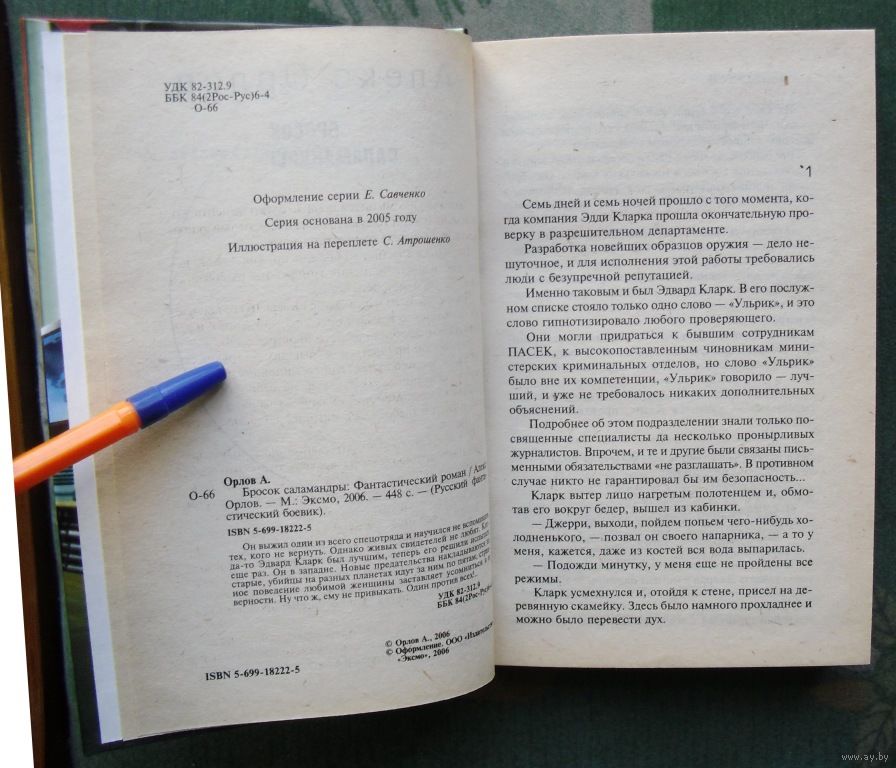 УДК 82-312.9
ББК 84(2Рос-Рус)6-4
О-66
Оформление серии Е. Савченко
Серия основана в 2005 году
Иллюстрация на переплете С. Атрошенко
Орлов А.
О-66 Бросок саламандры: Фантастический роман / Алекс
Орлов. — М.: Эксмо, 2006. — 448 с. — (Русский фанта-
стический боевик).
ISBN 5-699-18222-5
Он выжил один из всего спецотряда и научился не вспоминать
тех, кого не вернуть. Однако живых свидетелей не любят. Ког-
да-то Эдвард Кларк был лучшим, теперь его решили
еще раз. Он в западне. Новые предательства накладываются
старые, убийцы на разных планетах идут за ним по пятам,
ное поведение любимой женщины заставляет усомниться в
верности. Ну что ж, ему не привыкать. Один против всех!..
УДК 82-312.9
ББК 84(2Рос-Рус)6-4
© Орлов А., 2006
© Оформление. ООО «Издательство
«Эксмо», 2006
ISBN 5-699-18222-5
1
Семь дней и семь ночей прошло с того момента, ко-
гда компания Эдди Кларка прошла окончательную про-
верку в разрешительном департаменте.
Разработка новейших образцов оружия — дело не-
шуточное, и для исполнения этой работы требовались
люди с безупречной репутацией.
Именно таковым и был Эдвард Кларк. В его послуж-
ном списке стояло только одно слово — «Ульрик», и это
слово гипнотизировало любого проверяющего.
Они могли придраться к бывшим сотрудникам
ПАСЕК, к высокопоставленным чиновникам мини-
стерских криминальных отделов, но слово «Ульрик»
было вне их компетенции, «Ульрик» говорило — луч-
ший, и уже не требовалось никаких дополнительных
объяснений.
Подробнее об этом подразделении знали только по-
священные специалисты да несколько пронырливых
журналистов. Впрочем, и те и другие были связаны пись-
менными обязательствами «не разглашать». В противном
случае никто не гарантировал бы им безопасность...
Кларк вытер лицо нагретым полотенцем и, обмо-
тав его вокруг бедер, вышел из кабинки.
— Джерри, выходи, пойдем попьем чего-нибудь хо-
лодненького, — позвал он своего напарника, — а то у
меня, кажется, даже из костей вся вода выпарилась.
— Подожди минутку, у меня еще не пройдены все
режимы.
Кларк усмехнулся и, отойдя к стене, присел на де-
ревянную скамейку. Здесь было намного прохладнее и
можно было перевести дух.
www.ay.by